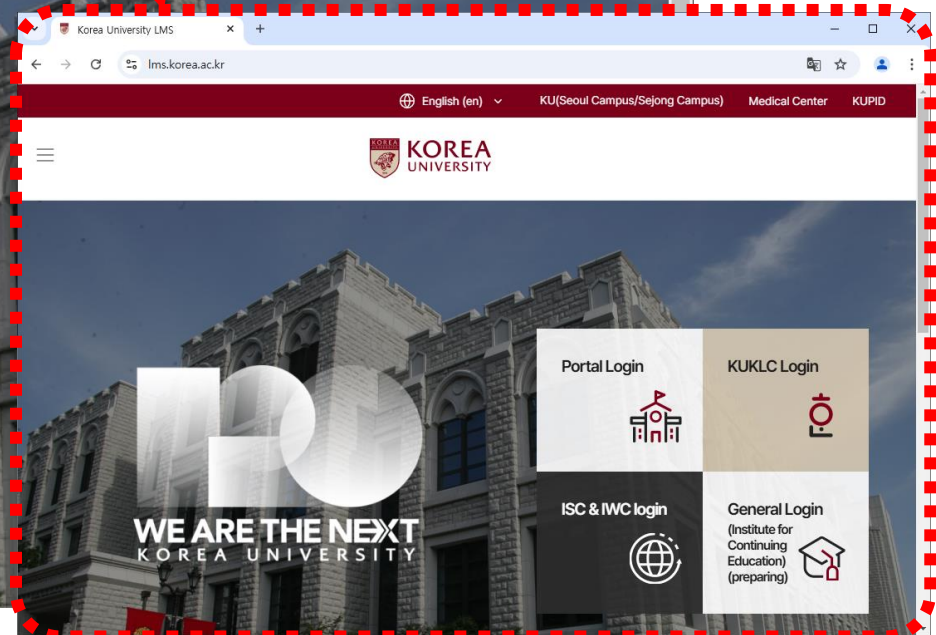 Korea University LMS
lms.korea.ac.kr
English (en)
KU(Seoul Campus/Sejong Campus)
Medical Center
KUPID
KOREA
UNIVERSITY
Portal Login
KUKLC Login
WE ARE THE NEXT
KOREA UNIVERSITY
ISC & IWC login
General Login
(Institute for
Continuing
Education)
(preparing)